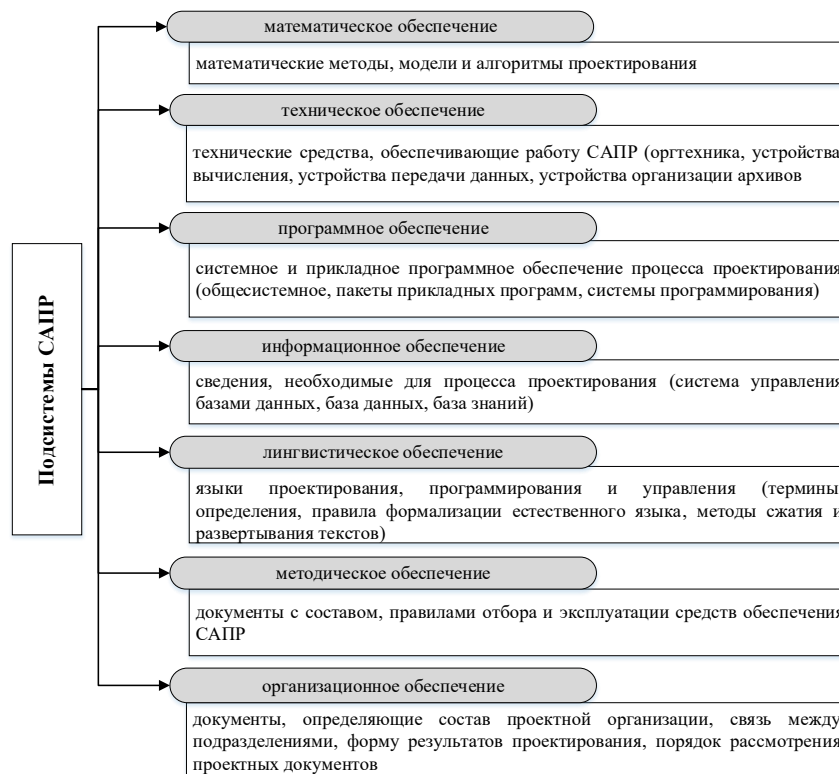 Подсистемы САПР
математическое обеспечение
математические методы, модели и алгоритмы проектирования
техническое обеспечение
технические средства, обеспечивающие работу САПР (оргтехника, устройства
вычисления, устройства передачи данных, устройства организации архивов
программное обеспечение
системное и прикладное программное обеспечение процесса проектирования
(общесистемное, пакеты прикладных программ, системы программирования)
информационное обеспечение
сведения, необходимые для процесса проектирования (система управления
базами данных, база данных, база знаний)
лингвистическое обеспечение
языки проектирования, программирования и управления (термины,
определения, правила формализации естественного языка, методы сжатия и
развертывания текстов)
методическое обеспечение
документы с составом, правилами отбора и эксплуатации средств обеспечения
САПР
организационное обеспечение
документы, определяющие состав проектной организации, связь между
подразделениями, форму результатов проектирования, порядок рассмотрения
проектных документов